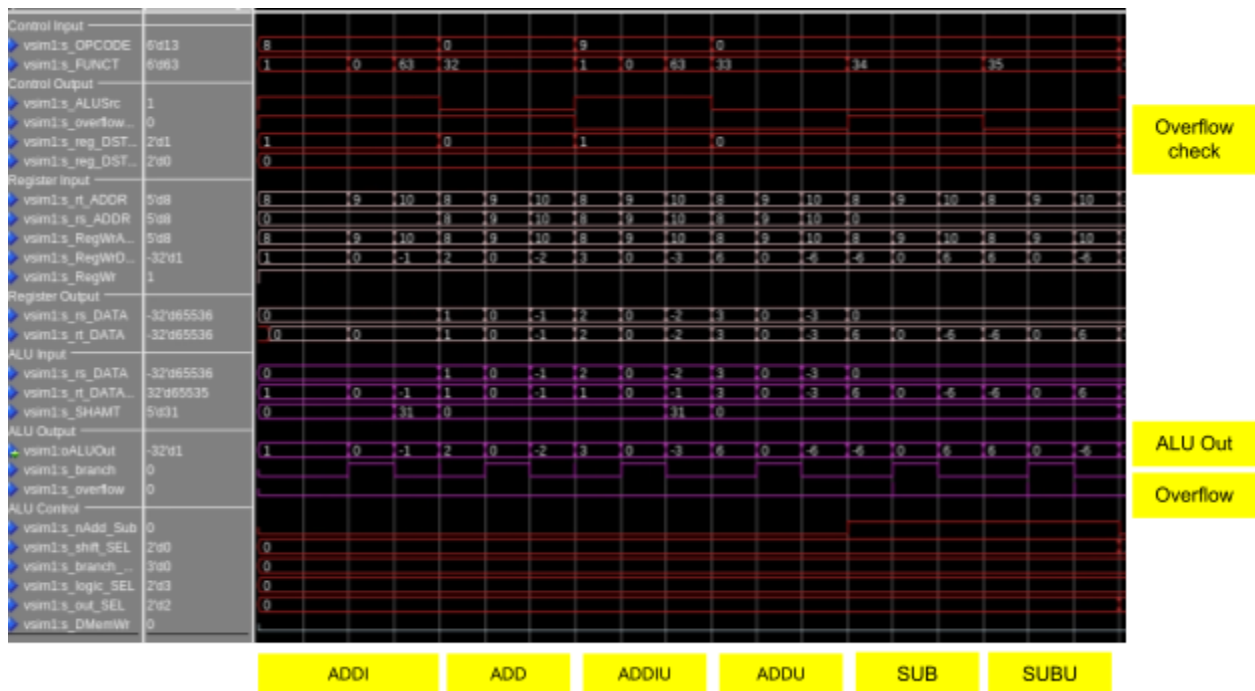 Control Input
vsim1:s_OPCODE 6'd13 8 0 9 0
vsim1:s_FUNCT 6'd63 1 0 63 32 1 0 63 33 34 35
Control Output
vsim1:s_ALUSrc 1
vsim1:s_overflow... 0
vsim1:s_reg_DST... 2'd1 1 0 1 0
vsim1:s_reg_DST... 2'd0 0
Overflow
check
Register Input
vsim1:s_rt_ADDR 5'd8 8 9 10 8 9 10 8 9 10 8 9 10 8 9 10 8 9 10
vsim1:s_rs_ADDR 5'd8 0 8 9 10 8 9 10 8 9 10 0
vsim1:s_RegWrA... 5'd8 8 9 10 8 9 10 8 9 10 8 9 10 8 9 10 8 9 10
vsim1:s_RegWrD... -32'd1 1 0 -1 2 0 -2 3 0 -3 6 0 -6 -6 0 6 6 0 -6
vsim1:s_RegWr 1
Register Output
vsim1:s_rs_DATA -32'd65536 0 1 0 -1 2 0 -2 3 0 -3 0
vsim1:s_rt_DATA -32'd65536 0 0 1 0 -1 2 0 -2 3 0 -3 6 0 -6 -6 0 6
ALU Input
vsim1:s_rs_DATA -32'd65536 0 1 0 -1 2 0 -2 3 0 -3 0
vsim1:s_rt_DATA... 32'd65535 1 0 -1 1 0 -1 1 0 -1 3 0 -3 6 0 -6 -6 0 6
vsim1:s_SHAMT 5'd31 0 31 0 31 0
ALU Output
vsim1:oALUOut -32'd1 1 0 -1 2 0 -2 3 0 -3 6 0 -6 -6 0 6 6 0 -6
ALU Out
vsim1:s_branch 0
vsim1:s_overflow 0
Overflow
ALU Control
vsim1:s_nAdd_Sub 0
vsim1:s_shift_SEL 2'd0 0
vsim1:s_branch_... 3'd0 0
vsim1:s_logic_SEL 2'd3 0
vsim1:s_out_SEL 2'd2 0
vsim1:s_DMemWr 0
ADDI ADD ADDIU ADDU SUB SUBU